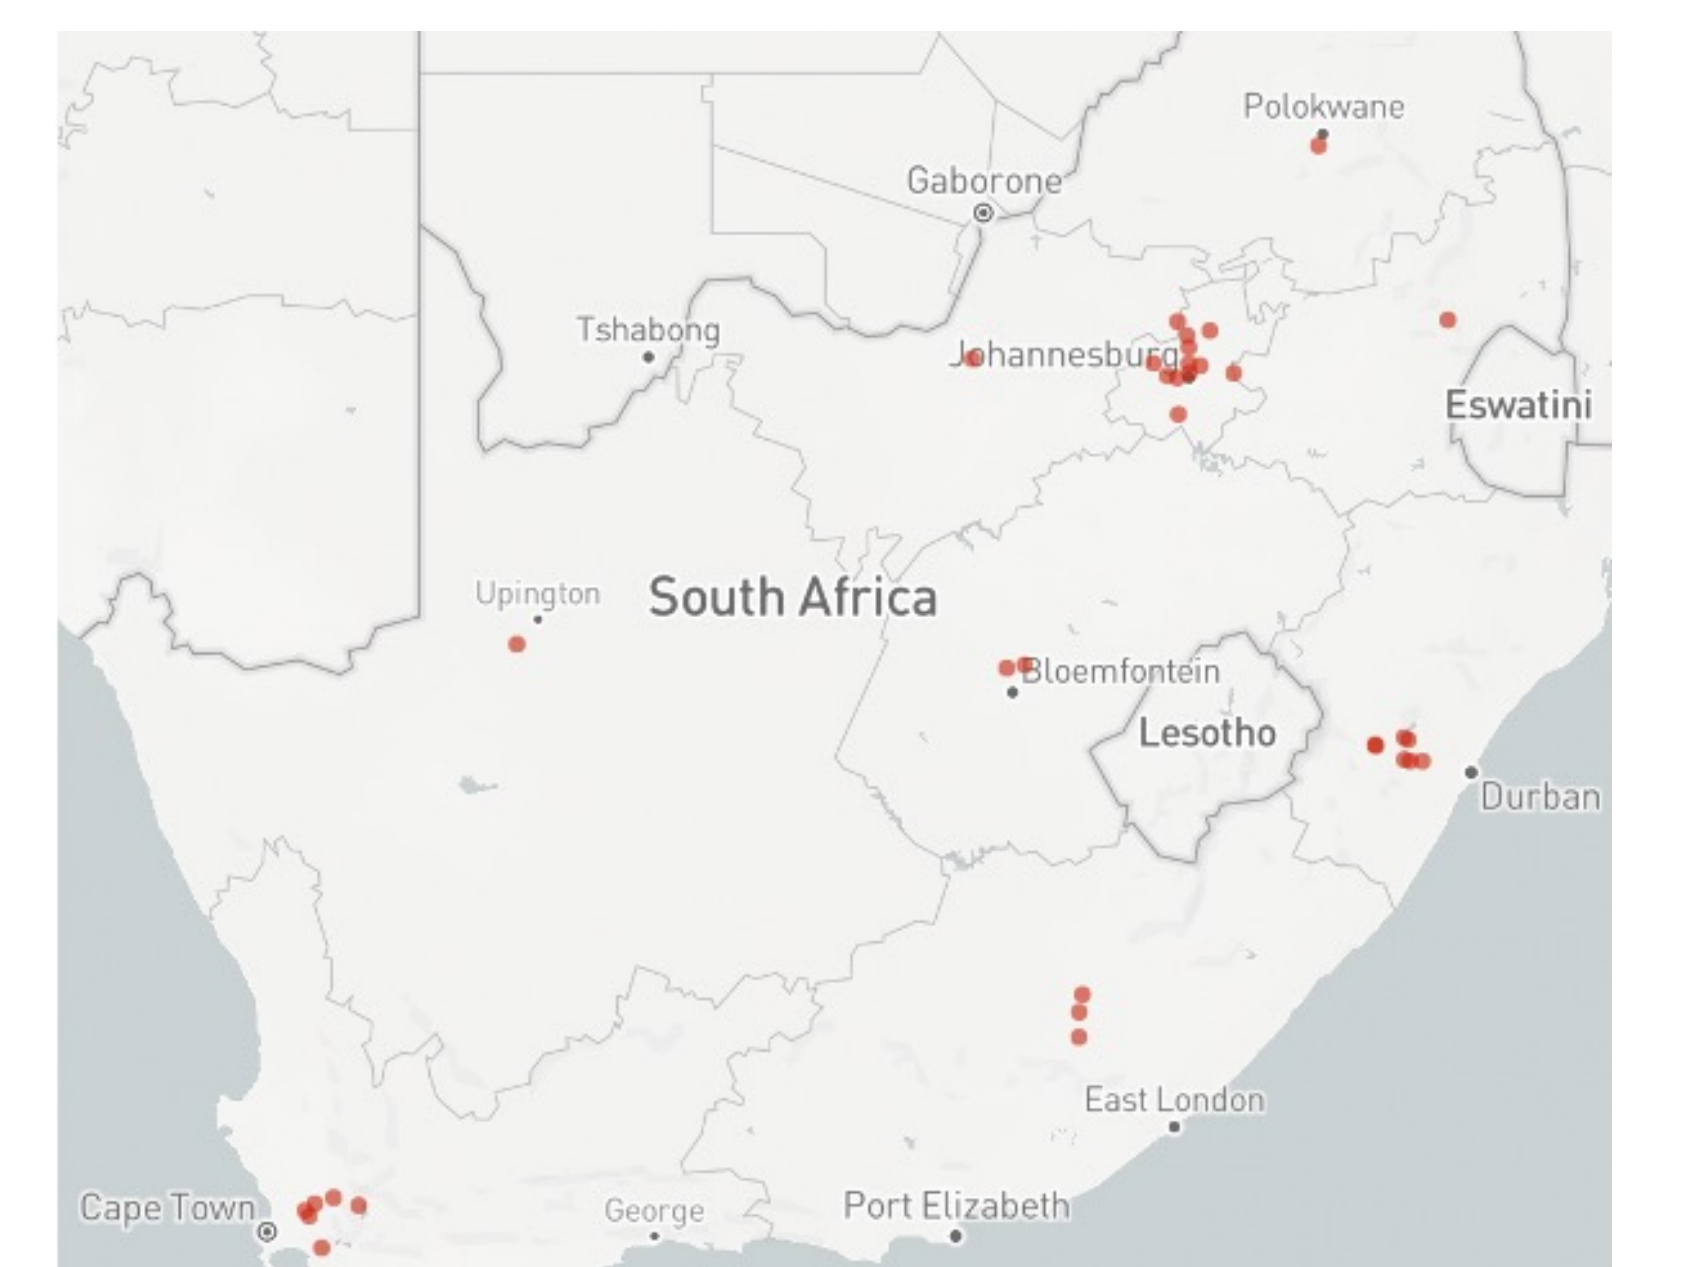 Polokwane
Gaborone
Tshabong
Johannesburg
Eswatini
Upington
South Africa
Bloemfontein
Lesotho
Durban
East London
Cape Town
George
Port Elizabeth